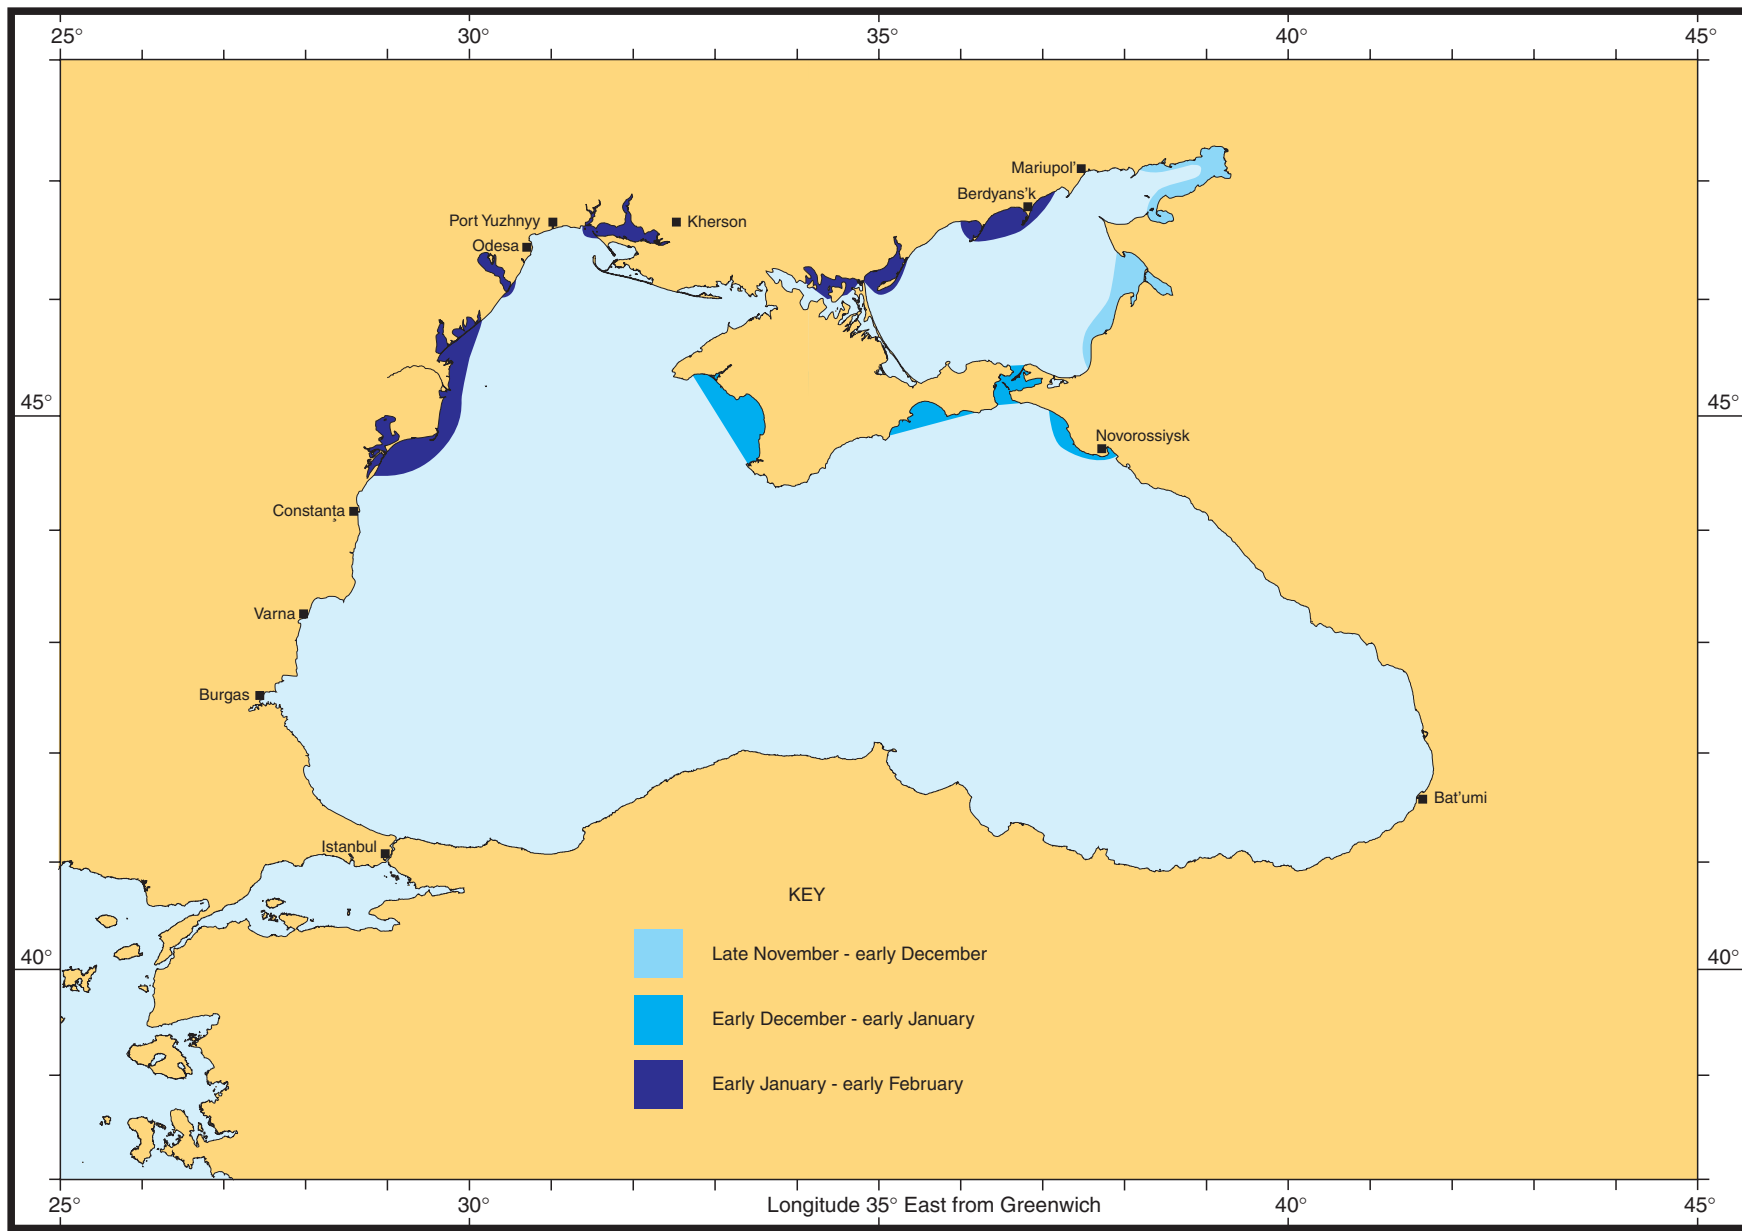 25° 30° 35° 40° 45°
Mariupol'
Berdyans'k
Port Yuzhnyy
Kherson
Odesa
45° 45°
Novorossiysk
Constanta
Varna
Burgas
Bat'umi
Istanbul
KEY
Late November - early December
40° 40°
Early December - early January
Early January - early February
25° 30° Longitude 35° East from Greenwich 40° 45°